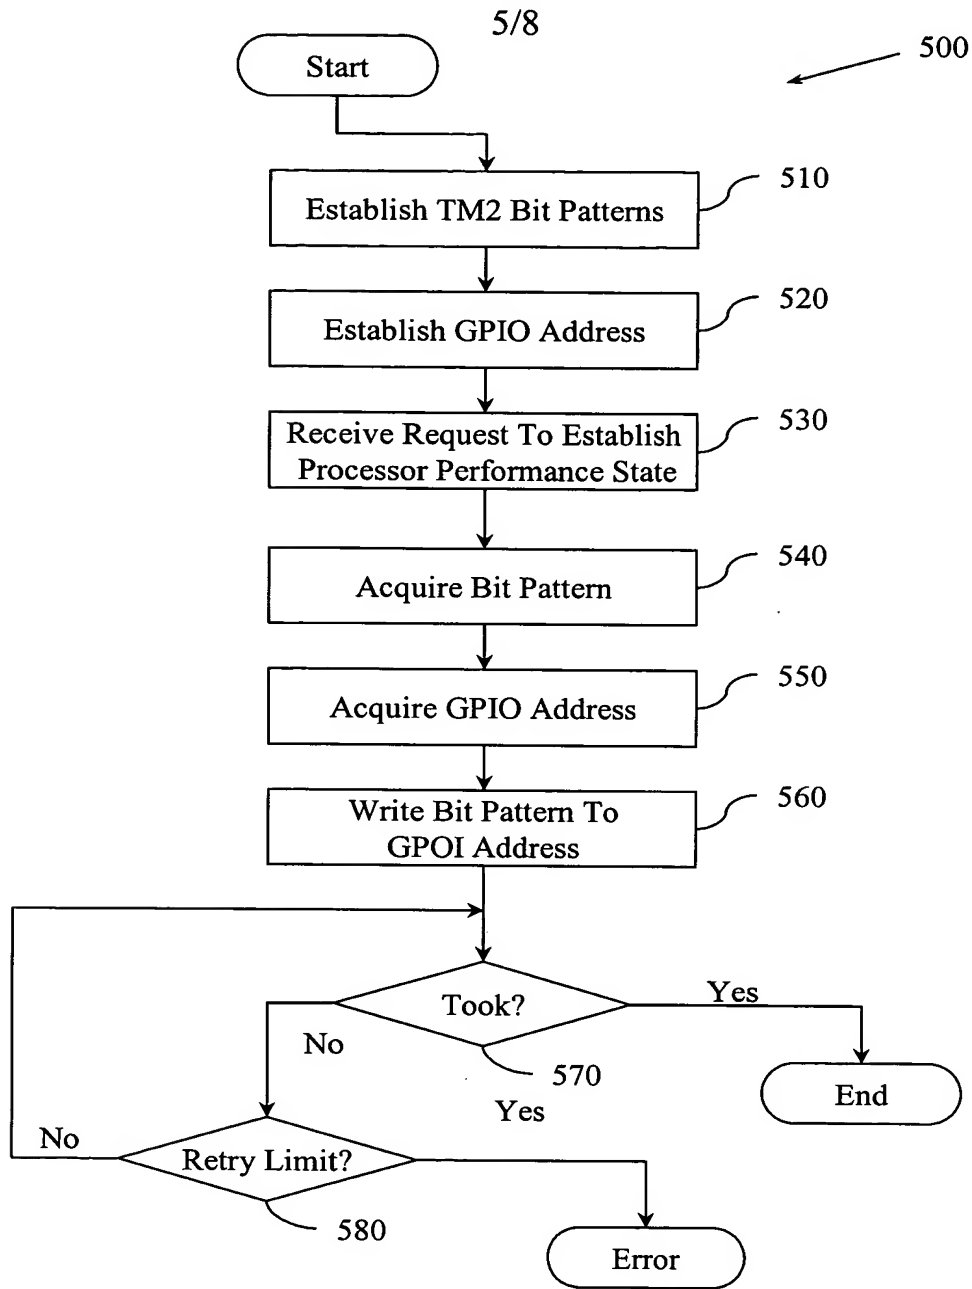 5/8
500
Start
510
Establish TM2 Bit Patterns
520
Establish GPIO Address
530
Receive Request To Establish
Processor Performance State
540
Acquire Bit Pattern
550
Acquire GPIO Address
560
Write Bit Pattern To
GPOI Address
Took?
Yes
No
570
End
Yes
No
Retry Limit?
580
Error